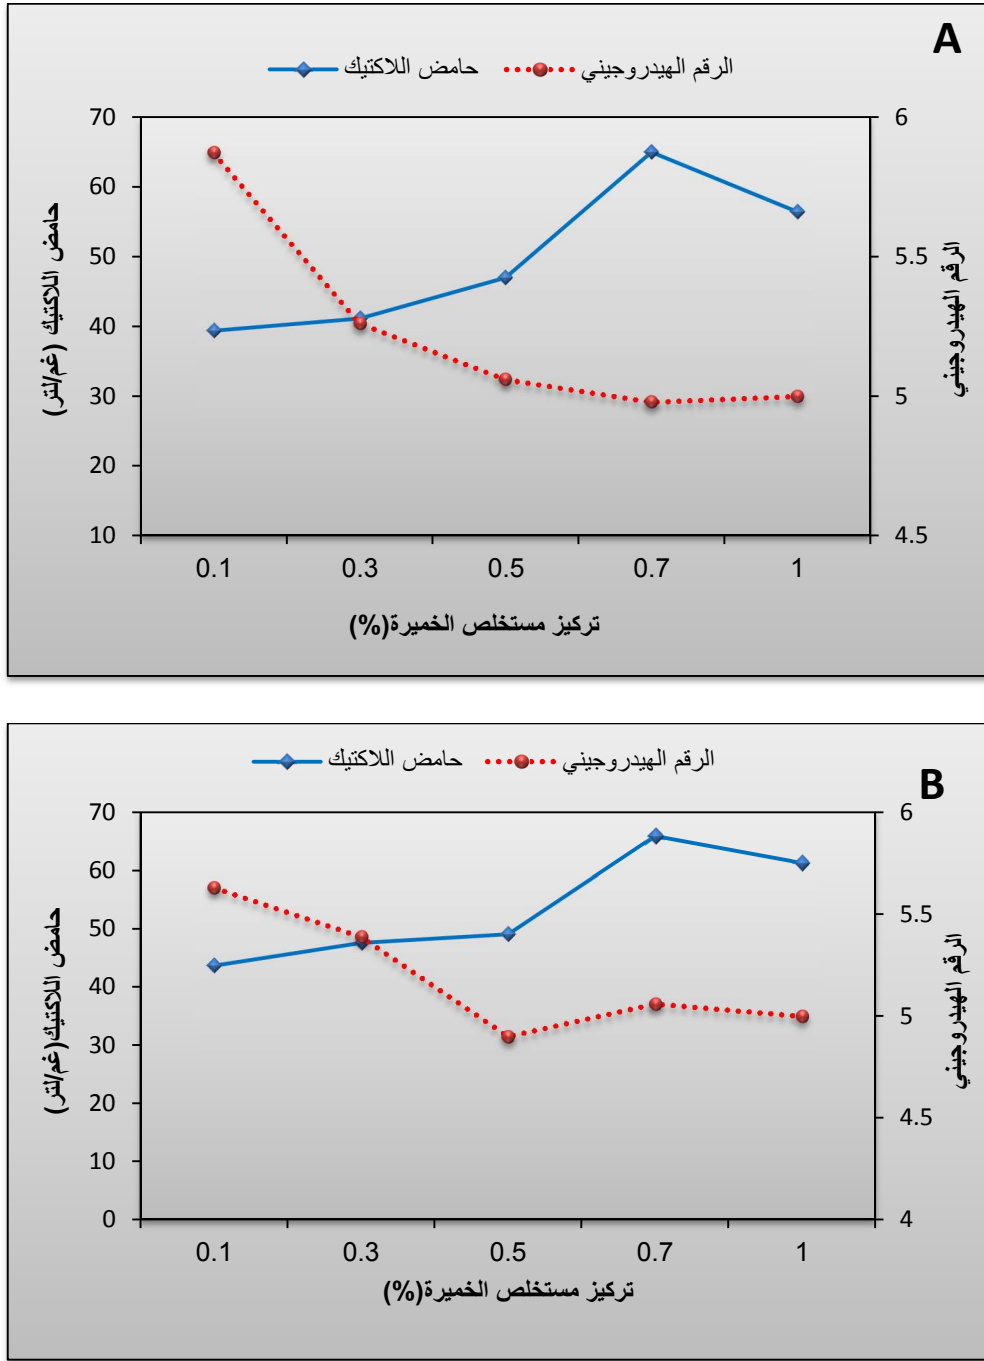 A
حامض اللاكتيك الرقم الهيدروجيني
70
60
50
40
30
20
10
حامض اللاكتيك (غم/لتر)
6
5.5
5
4.5
الرقم الهيدروجيني
0.1 0.3 0.5 0.7 1
تركيز مستخلص الخميرة(%)
B
حامض اللاكتيك الرقم الهيدروجيني
70
60
50
40
30
20
10
0
حامض اللاكتيك(غم/لتر)
6
5.5
5
4.5
4
الرقم الهيدروجيني
0.1 0.3 0.5 0.7 1
تركيز مستخلص الخميرة(%)